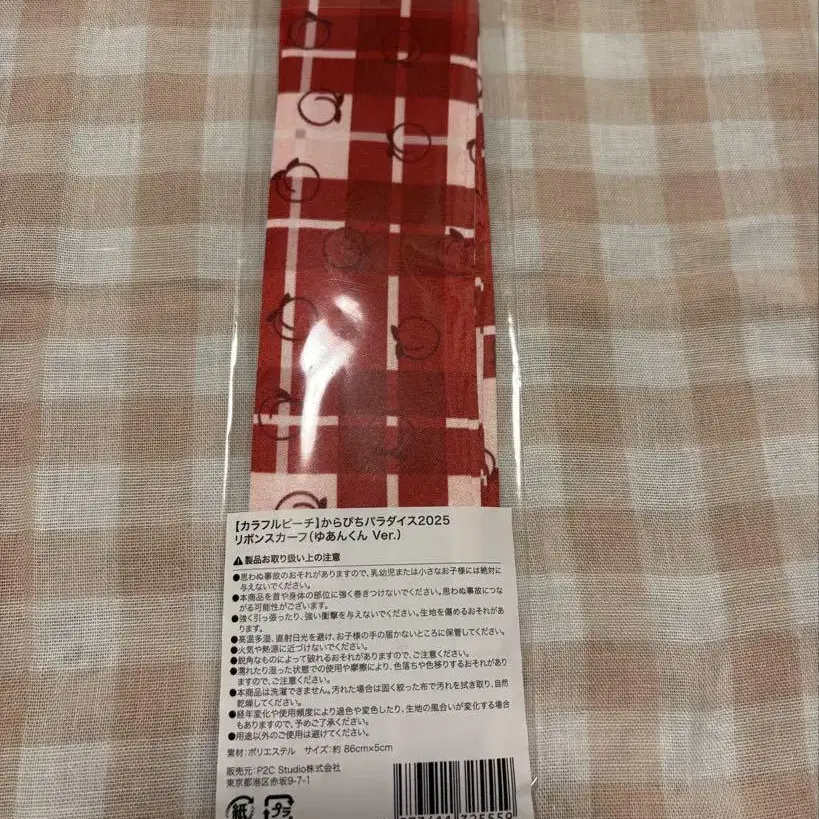 【カラフルピーチ】からぴちパラダイス2025
リボンスカーフ(ゆあんくん Ver.)
⚠製品お取り扱い上の注意
●思わぬ事故のおそれがありますので、乳幼児または小さなお子様には絶対に
与えないでください。
●本商品を首や身体の部位に強く巻きつけないでください。思わぬ事故につな
がる可能性がございます。
●強く引っ張ったり、強い衝撃を与えないでください。生地を傷めるおそれがあ
ります。
●高温多湿、直射日光を避け、お子様の手の届かないところに保管してください。
●火気や熱源に近づけないでください。
●鋭角なものによって破れるおそれがありますので、ご注意ください。
●濡れたり湿った状態での使用や摩擦により、色落ちや色移りするおそれがあり
ますので、ご注意ください。
●本商品は洗濯できません。汚れた場合は固く絞った布で汚れを拭き取り、自然
乾燥してください。
●経年変化や使用頻度により退色や変色したり、生地の風合いが変化する場合
もありますので、予めご了承ください。
●用途以外のご使用は避けてください。
素材:ポリエステル サイズ:約 86cm×5cm
販売元:P2C Studio株式会社
東京都港区赤坂9-7-1
紙 プラ